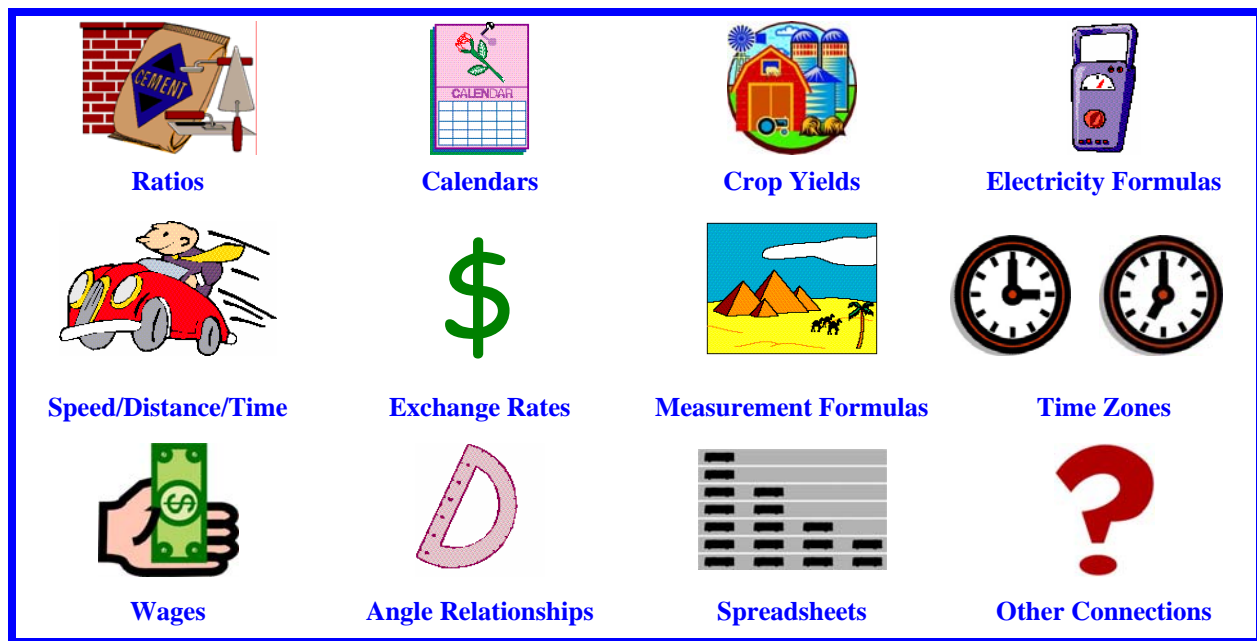 CEMENT
CALENDAR
Ratios
Calendars
Crop Yields
Electricity Formulas
$
Speed/Distance/Time
Exchange Rates
Measurement Formulas
Time Zones
$
?
Wages
Angle Relationships
Spreadsheets
Other Connections